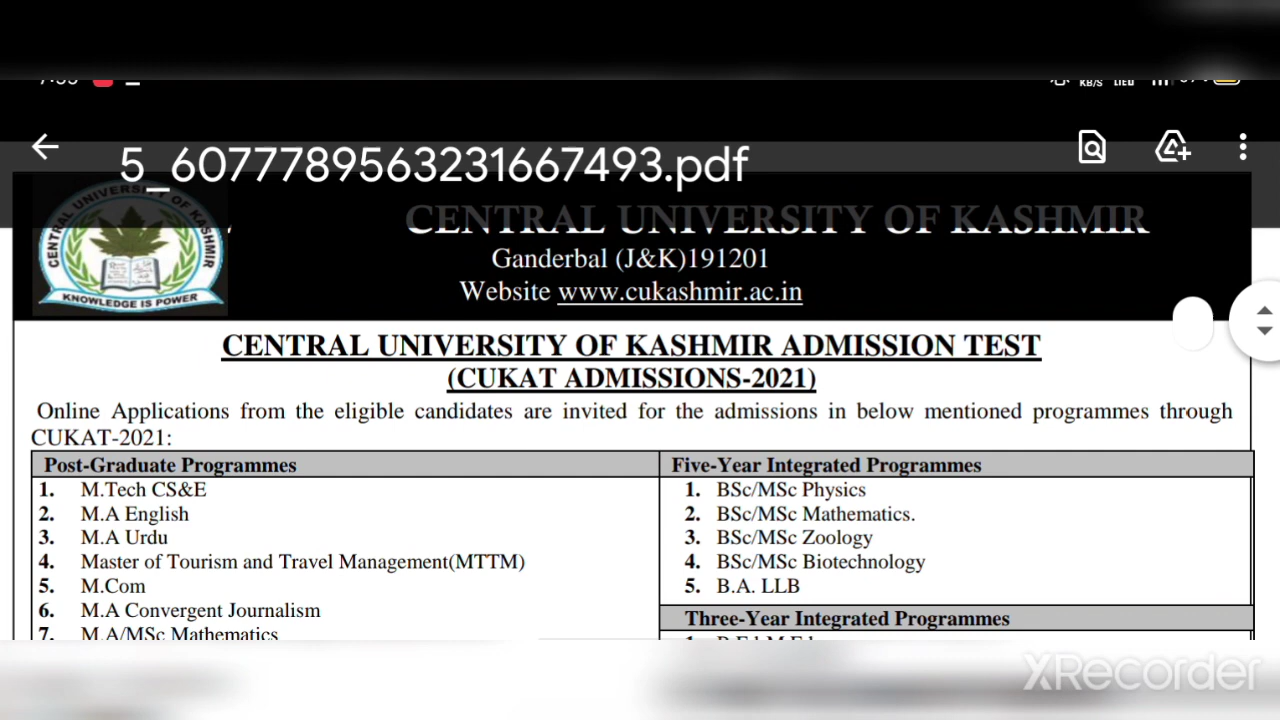 KB/S
5_6077789563231667493.pdf
CENTRAL UNIVERSITY OF KASHMIR
KNOWLEDGE IS POWER
CENTRAL UNIVERSITY OF KASHMIR
Ganderbal (J&K)191201
Website www.cukashmir.ac.in
CENTRAL UNIVERSITY OF KASHMIR ADMISSION TEST
(CUKAT ADMISSIONS-2021)
Online Applications from the eligible candidates are invited for the admissions in below mentioned programmes through
CUKAT-2021:
Post-Graduate Programmes
1. M.Tech CS&E
2. M.A English
3. M.A Urdu
4. Master of Tourism and Travel Management(MTTM)
5. M.Com
6. M.A Convergent Journalism
7. M.A/MSc Mathematics
Five-Year Integrated Programmes
1. BSc/MSc Physics
2. BSc/MSc Mathematics.
3. BSc/MSc Zoology
4. BSc/MSc Biotechnology
5. B.A. LLB
Three-Year Integrated Programmes
XRecorder